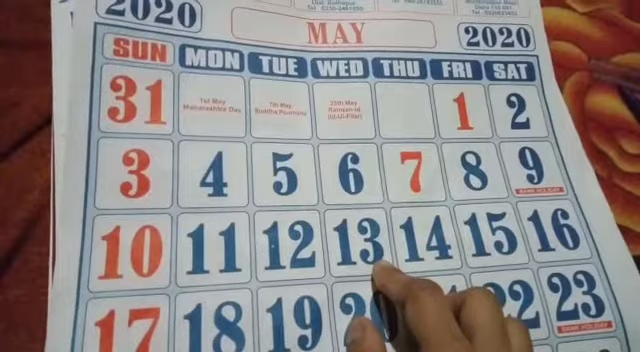 2020
MAY
2020
SUN MON TUE WED THU FRI SAT
31
1st May
Maharashtra Day
7th May
Buddha Pournima
25th May
Ramzan-Id
(Id-Ul-Fitar)
1 2
3 4 5 6 7 8 9
BANK HOLIDAY
10 11 12 13 14 15 16
17 18 19 20 22 23
BANK HOLIDAY